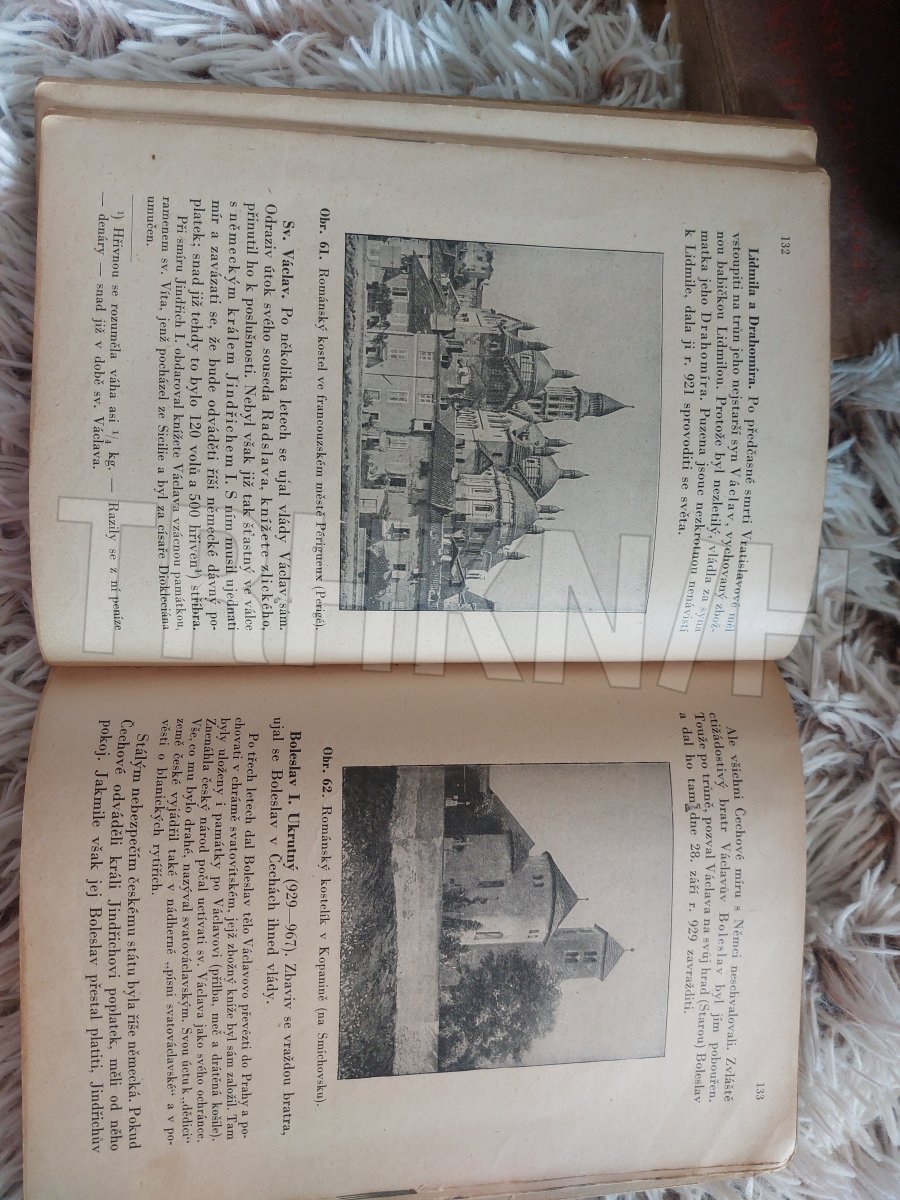 132
Lidmila a Drahomíra. Po předčasné smrti Vratislavově měl
vstoupiti na trůn jeho nejstarší syn Václav, vychovaný zbož-
nou babičkou Lidmilou. Protože byl nezletilý, vládla za syna
matka jeho Drahomíra. Puzena jsouc nezkrotnou nenávistí
k Lidmile, dala ji r. 921 sprovoditi se světa.
Obr. 61. Románský kostel ve francouzském městě Périgueux (Perigé).
Sv. Václav. Po několika letech se ujal vlády Václav sám.
Odraziv útok svého souseda Radslava, knížete zlického,
přinutil ho k poslušnosti. Nebyl však již tak šťastný ve válce
s německým králem Jindřichem I. S ním musil ujednati
mír a zavázati se, že bude odváděti říši německé dávný po-
platek; snad již tehdy to bylo 120 volů a 500 hřiven¹) stříbra.
Při smíru Jindřich I. obdaroval knížete Václava vzácnou památkou,
ramenem sv. Víta, jenž pocházel ze Sicilie a byl za císaře Diokleciana
umučen.
¹) Hřivnou se rozuměla váha asi ¹/₄ kg. — Razily se z ní peníze
— denáry — snad již v době sv. Václava.
133
Ale všichni Čechové míru s Němci neschvalovali. Zvláště
ctižádostivý bratr Václavův Boleslav byl jím pobouřen.
Touže po trůně, pozval Václava na svůj hrad (Starou) Boleslav
a dal ho tam dne 28. září r. 929 zavražditi.
Obr. 62. Románský kostelík v Kopanině (na Smíchovsku).
Boleslav I. Ukrutný (929—967). Zbaviv se vraždou bratra,
ujal se Boleslav v Čechách ihned vlády.
Po třech letech dal Boleslav tělo Václavovo převézti do Prahy a po-
chovati v chrámě svatovítském, jejž zbožný kníže byl sám založil. Tam
byly uloženy i památky po Václavovi (přilba, meč a drátěná košile).
Znenáhla český národ počal uctívati sv. Václava jako svého ochránce.
Vše, co mu bylo drahé, nazýval svatováclavským. Svou úctu k „dědici“
země české vyjádřil také v nádherné „písni svatováclavské“ a v po-
věsti o blanických rytířích.
Stálým nebezpečím českému státu byla říše německá. Pokud
Čechové odváděli králi Jindřichovi poplatek, měli od něho
pokoj. Jakmile však jej Boleslav přestal platiti, Jindřichův